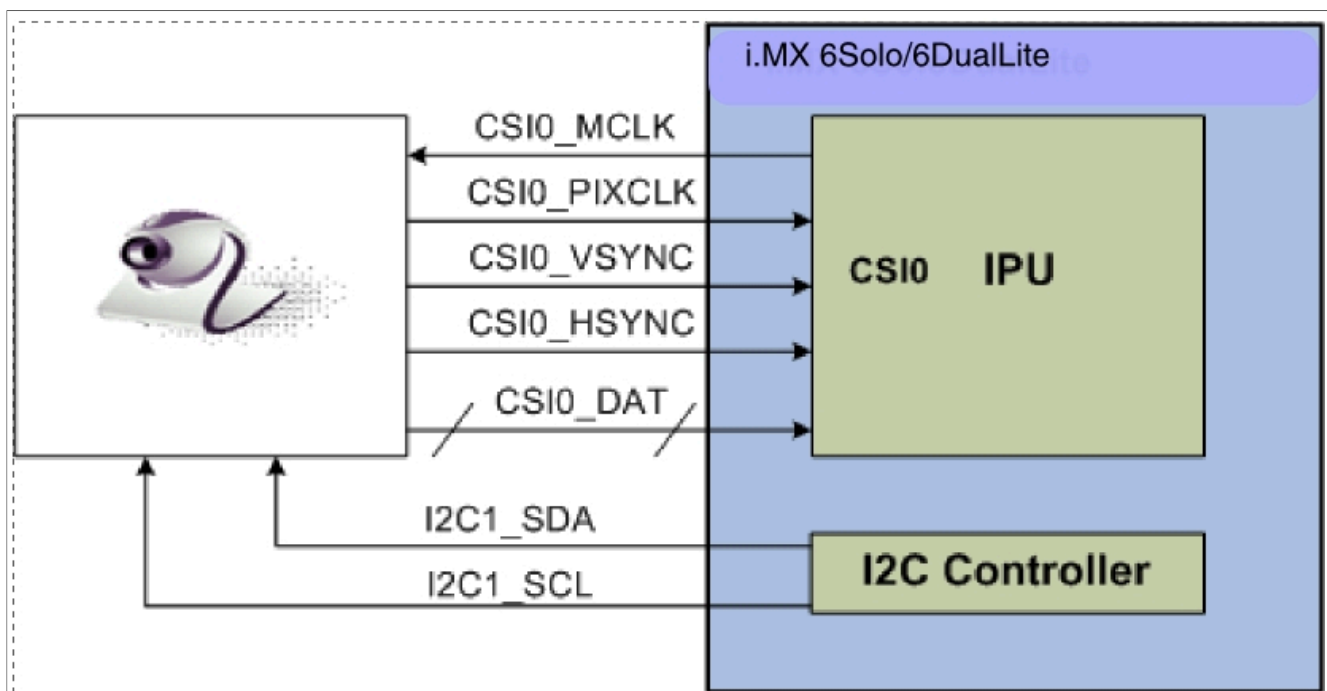 i.MX 6Solo/6DualLite
CSI0_MCLK
CSI0_PIXCLK
CSI0_VSYNC
CSI0 IPU
CSI0_HSYNC
CSI0_DAT
I2C1_SDA
I2C Controller
I2C1_SCL